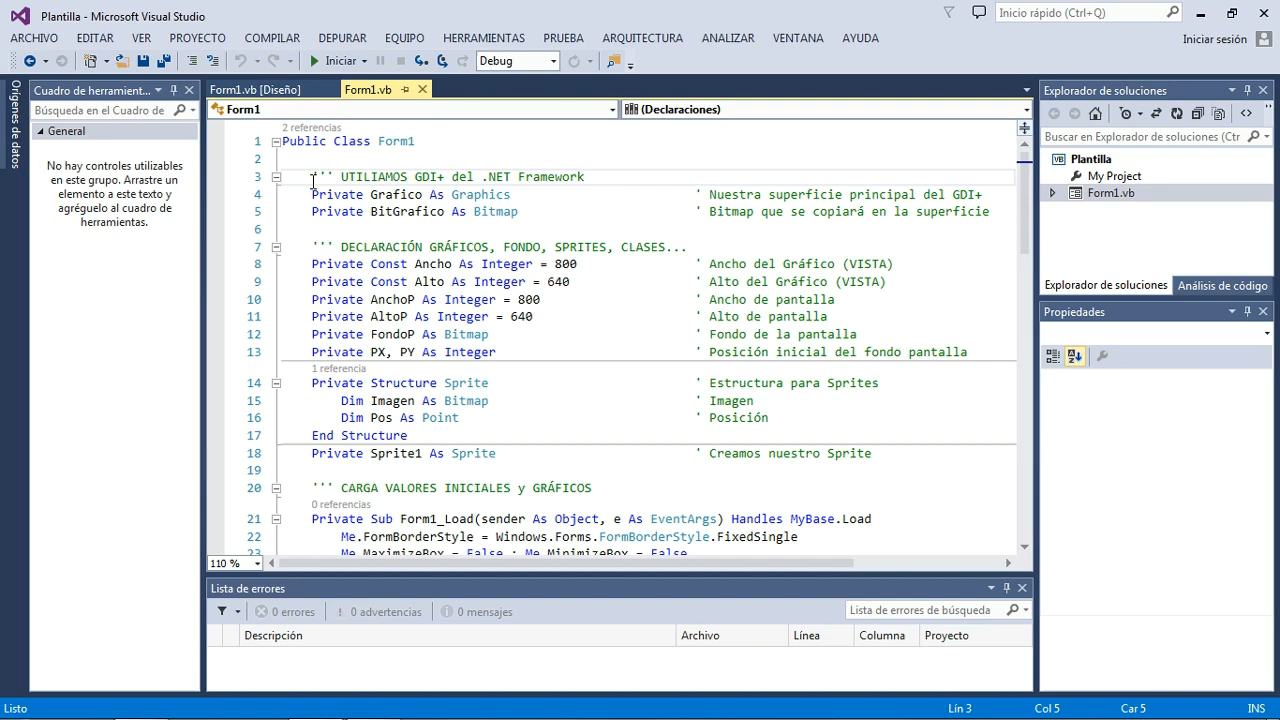 Plantilla - Microsoft Visual Studio
Inicio rápido (Ctrl+Q)
ARCHIVO EDITAR VER PROYECTO COMPILAR DEPURAR EQUIPO HERRAMIENTAS PRUEBA ARQUITECTURA ANALIZAR VENTANA AYUDA
Iniciar sesión
Iniciar Debug
Orígenes de datos
Cuadro de herramient...
Búsqueda en el Cuadro de
General
No hay controles utilizables
en este grupo. Arrastre un
elemento a este texto y
agréguelo al cuadro de
herramientas.
Form1.vb [Diseño] Form1.vb
Form1 (Declaraciones)
2 referencias
1 Public Class Form1
2
3 ''' UTILIAMOS GDI+ del .NET Framework
4 Private Grafico As Graphics ' Nuestra superficie principal del GDI+
5 Private BitGrafico As Bitmap ' Bitmap que se copiará en la superficie
6
7 ''' DECLARACIÓN GRÁFICOS, FONDO, SPRITES, CLASES...
8 Private Const Ancho As Integer = 800 ' Ancho del Gráfico (VISTA)
9 Private Const Alto As Integer = 640 ' Alto del Gráfico (VISTA)
10 Private AnchoP As Integer = 800 ' Ancho de pantalla
11 Private AltoP As Integer = 640 ' Alto de pantalla
12 Private FondoP As Bitmap ' Fondo de la pantalla
13 Private PX, PY As Integer ' Posición inicial del fondo pantalla
1 referencia
14 Private Structure Sprite ' Estructura para Sprites
15 Dim Imagen As Bitmap ' Imagen
16 Dim Pos As Point ' Posición
17 End Structure
18 Private Sprite1 As Sprite ' Creamos nuestro Sprite
19
20 ''' CARGA VALORES INICIALES y GRÁFICOS
0 referencias
21 Private Sub Form1_Load(sender As Object, e As EventArgs) Handles MyBase.Load
22 Me.FormBorderStyle = Windows.Forms.FormBorderStyle.FixedSingle
23 Me.MaximizeBox = False : Me.MinimizeBox = False
110 %
Lista de errores
0 errores 0 advertencias 0 mensajes
Lista de errores de búsqueda
Descripción Archivo Línea Columna Proyecto
Explorador de soluciones
Buscar en Explorador de soluciones (Ctrl
Plantilla
My Project
Form1.vb
Explorador de soluciones Análisis de código
Propiedades
Listo Lín 3 Col 5 Car 5 INS